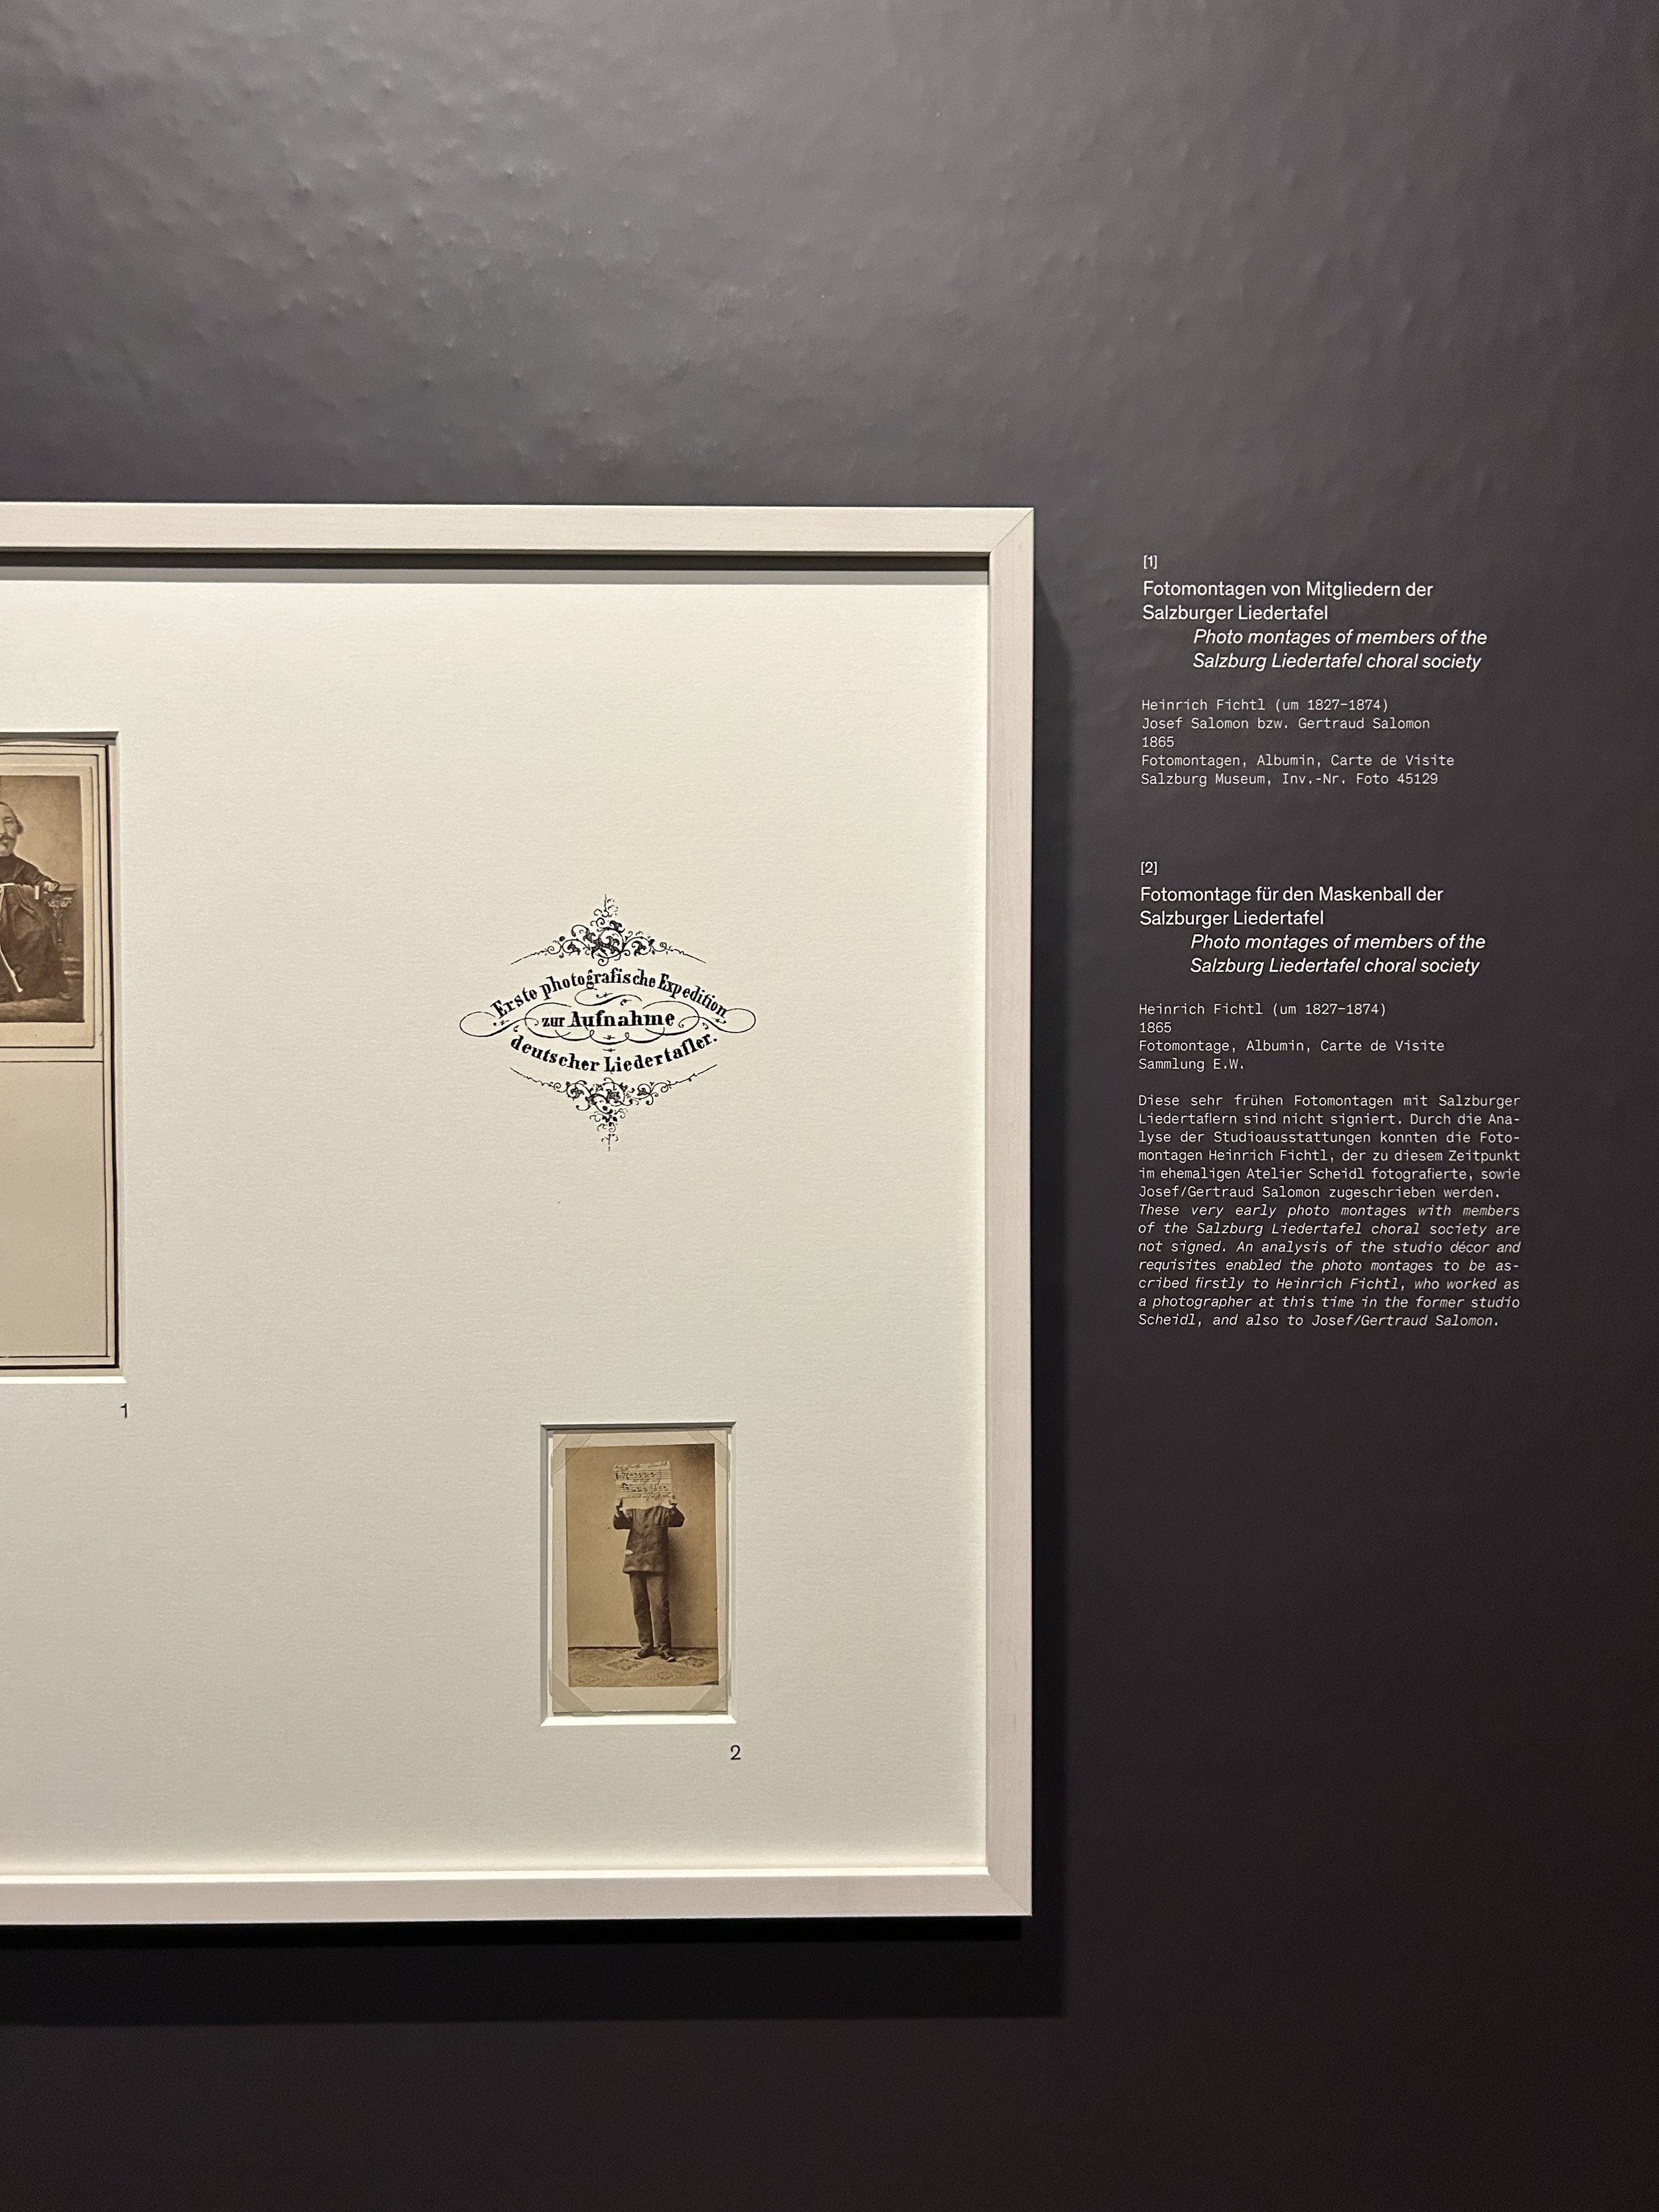 [1]
Fotomontagen von Mitgliedern der
Salzburger Liedertafel
Photo montages of members of the
Salzburg Liedertafel choral society
Heinrich Fichtl (um 1827–1874)
Josef Salomon bzw. Gertraud Salomon
1865
Fotomontagen, Albumin, Carte de Visite
Salzburg Museum, Inv.-Nr. Foto 45129
[2]
Fotomontage für den Maskenball der
Salzburger Liedertafel
Photo montages of members of the
Salzburg Liedertafel choral society
Heinrich Fichtl (um 1827–1874)
1865
Fotomontage, Albumin, Carte de Visite
Sammlung E.W.
Diese sehr frühen Fotomontagen mit Salzburger
Liedertaflern sind nicht signiert. Durch die Ana-
lyse der Studioausstattungen konnten die Foto-
montagen Heinrich Fichtl, der zu diesem Zeitpunkt
im ehemaligen Atelier Scheidl fotografierte, sowie
Josef/Gertraud Salomon zugeschrieben werden.
These very early photo montages with members
of the Salzburg Liedertafel choral society are
not signed. An analysis of the studio décor and
requisites enabled the photo montages to be as-
cribed firstly to Heinrich Fichtl, who worked as
a photographer at this time in the former studio
Scheidl, and also to Josef/Gertraud Salomon.
Erste photografische Expedition
zur Aufnahme
deutscher Liedertafler.
1
2